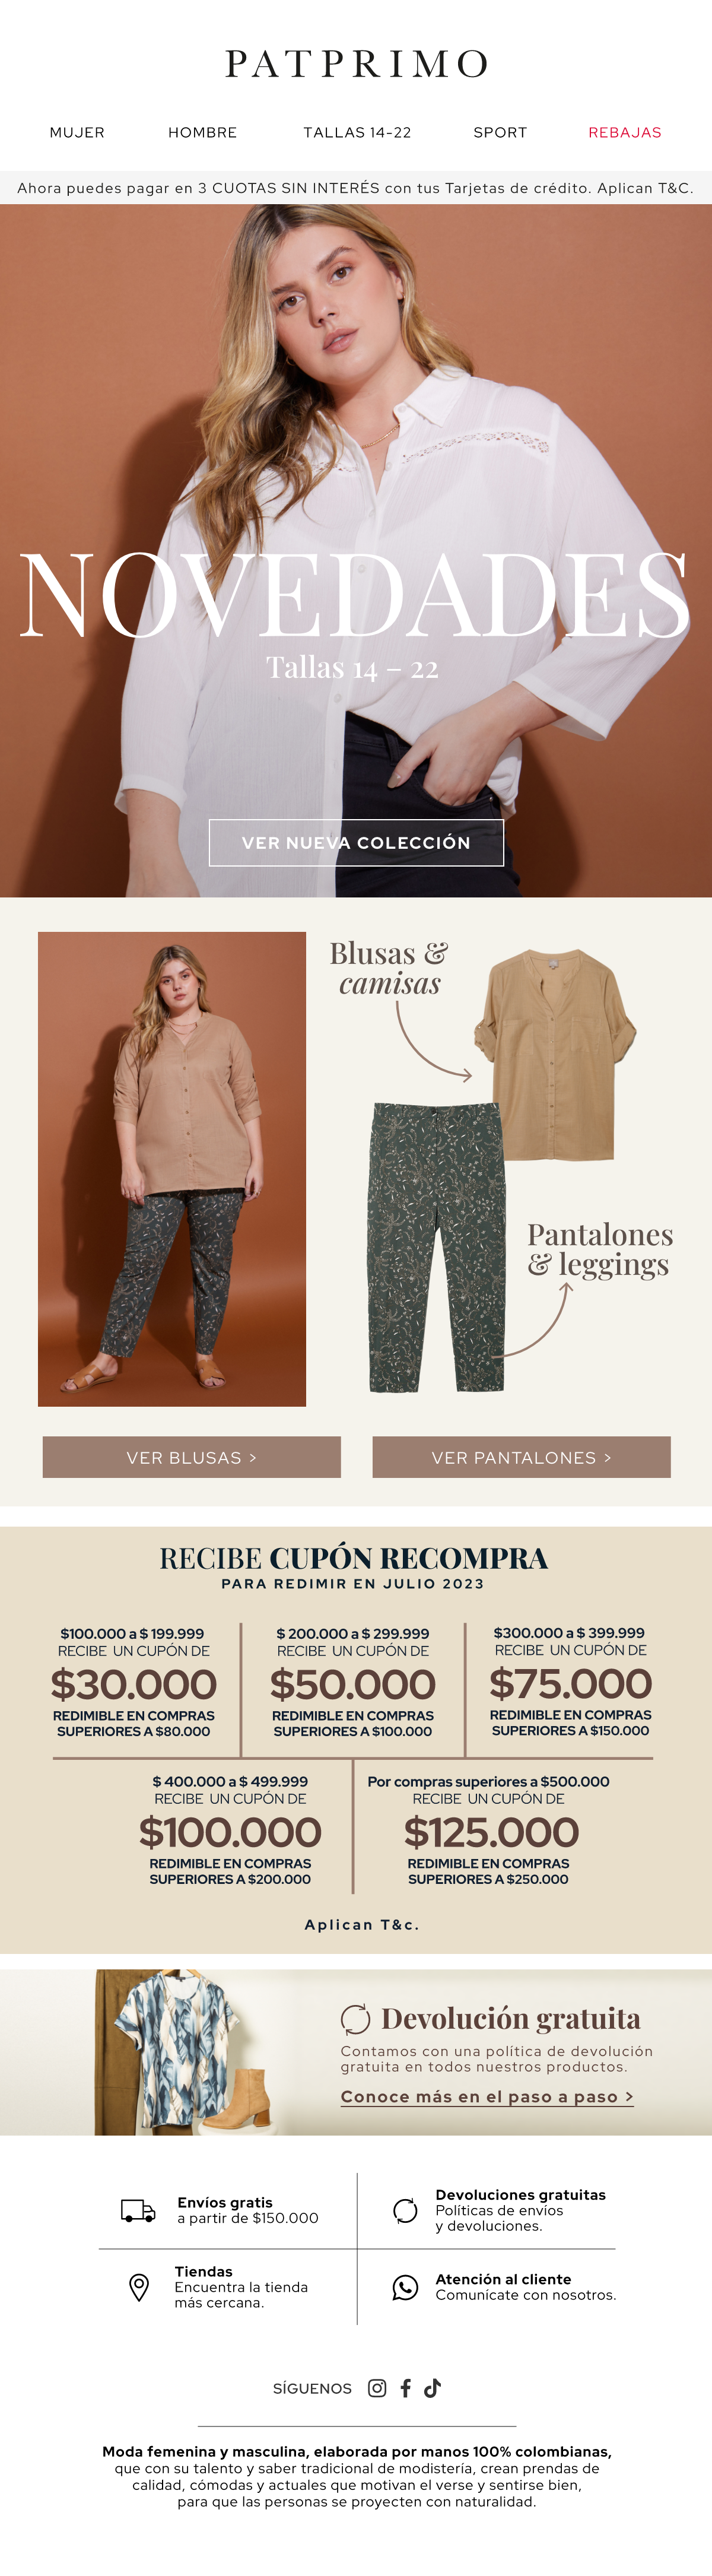 PATPRIMO
MUJER HOMBRE TALLAS 14-22 SPORT REBAJAS
Ahora puedes pagar en 3 CUOTAS SIN INTERÉS con tus Tarjetas de crédito. Aplican T&C.
NOVEDADES
Tallas 14 – 22
VER NUEVA COLECCIÓN
Blusas &
camisas
Pantalones
& leggings
VER BLUSAS >
VER PANTALONES >
RECIBE CUPÓN RECOMPRA
PARA REDIMIR EN JULIO 2023
$100.000 a $ 199.999
RECIBE UN CUPÓN DE
$30.000
REDIMIBLE EN COMPRAS
SUPERIORES A $80.000
$ 200.000 a $ 299.999
RECIBE UN CUPÓN DE
$50.000
REDIMIBLE EN COMPRAS
SUPERIORES A $100.000
$300.000 a $ 399.999
RECIBE UN CUPÓN DE
$75.000
REDIMIBLE EN COMPRAS
SUPERIORES A $150.000
$ 400.000 a $ 499.999
RECIBE UN CUPÓN DE
$100.000
REDIMIBLE EN COMPRAS
SUPERIORES A $200.000
Por compras superiores a $500.000
RECIBE UN CUPÓN DE
$125.000
REDIMIBLE EN COMPRAS
SUPERIORES A $250.000
Aplican T&c.
Devolución gratuita
Contamos con una política de devolución
gratuita en todos nuestros productos.
Conoce más en el paso a paso >
Envíos gratis
a partir de $150.000
Devoluciones gratuitas
Políticas de envíos
y devoluciones.
Tiendas
Encuentra la tienda
más cercana.
Atención al cliente
Comunícate con nosotros.
SÍGUENOS
Moda femenina y masculina, elaborada por manos 100% colombianas,
que con su talento y saber tradicional de modistería, crean prendas de
calidad, cómodas y actuales que motivan el verse y sentirse bien,
para que las personas se proyecten con naturalidad.